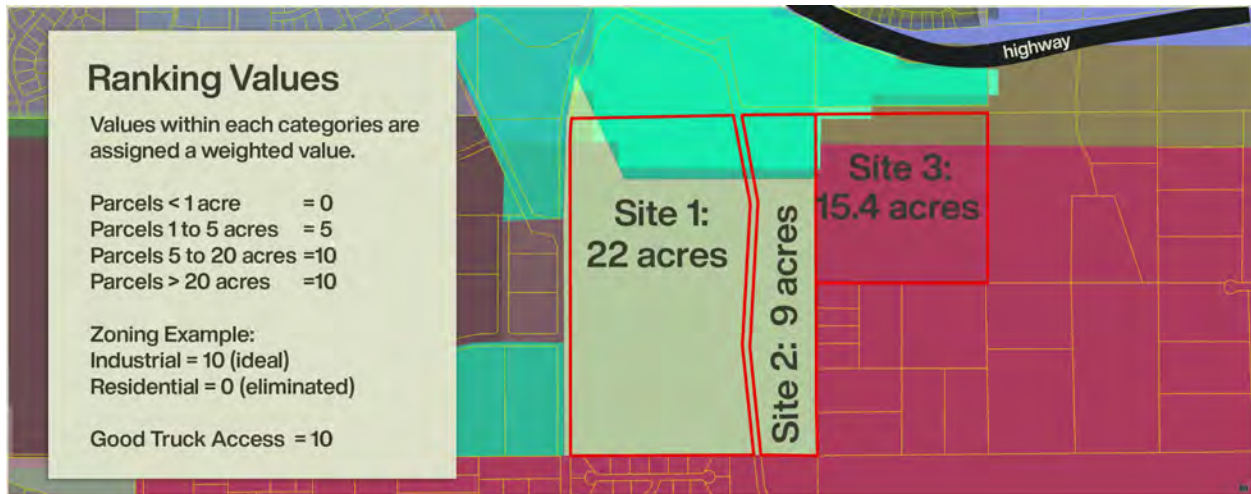 Ranking Values
Values within each categories are
assigned a weighted value.
Parcels < 1 acre = 0
Parcels 1 to 5 acres = 5
Parcels 5 to 20 acres =10
Parcels > 20 acres =10
Zoning Example:
Industrial = 10 (ideal)
Residential = 0 (eliminated)
Good Truck Access = 10
highway
Site 1:
22 acres
Site 2: 9 acres
Site 3:
15.4 acres